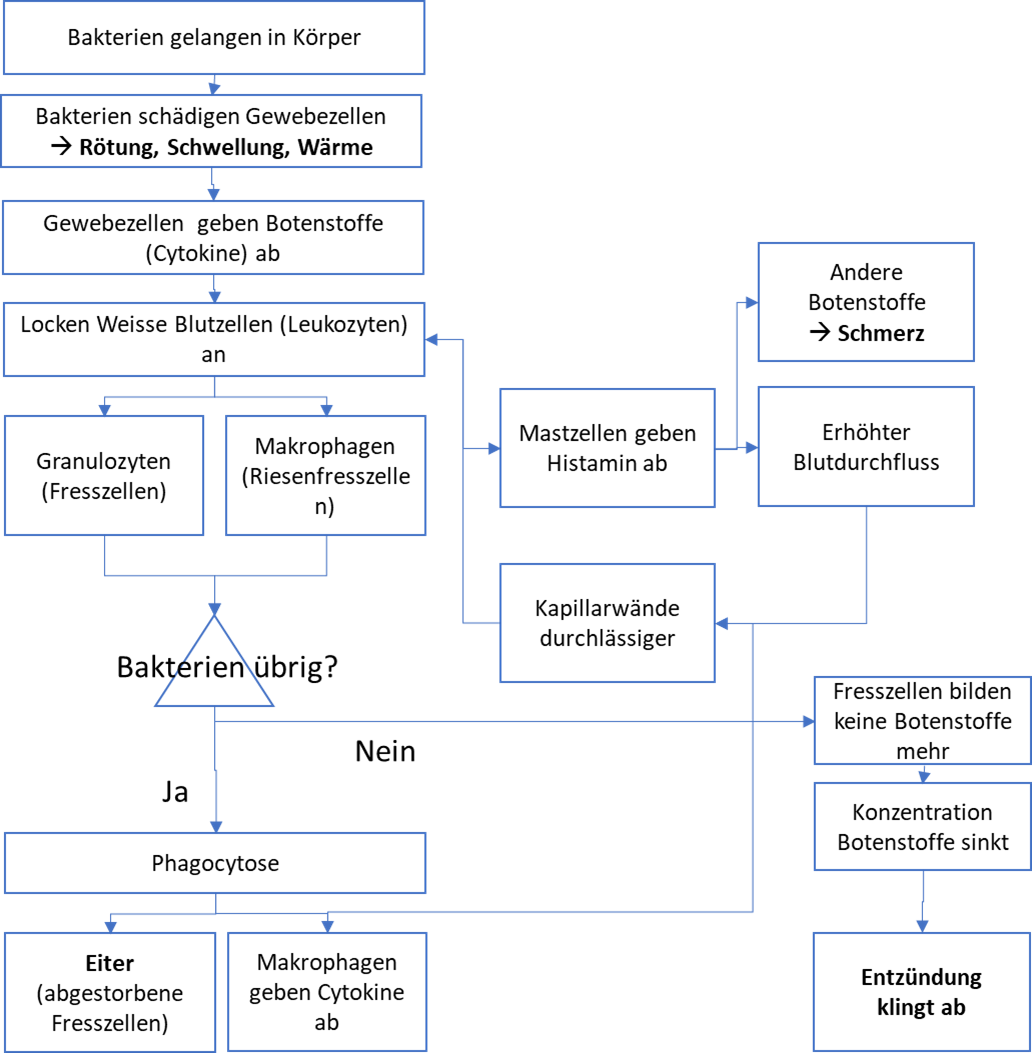 Bakterien gelangen in Körper
Bakterien schädigen Gewebezellen
→ Rötung, Schwellung, Wärme
Gewebezellen  geben Botenstoffe
(Cytokine) ab
Locken Weisse Blutzellen (Leukozyten)
an
Granulozyten
(Fresszellen)
Makrophagen
(Riesenfresszelle
n)
Mastzellen geben
Histamin ab
Andere
Botenstoffe
→ Schmerz
Erhöhter
Blutdurchfluss
Kapillarwände
durchlässiger
Bakterien übrig?
Nein
Ja
Fresszellen bilden
keine Botenstoffe
mehr
Konzentration
Botenstoffe sinkt
Phagocytose
Eiter
(abgestorbene
Fresszellen)
Makrophagen
geben Cytokine
ab
Entzündung
klingt ab